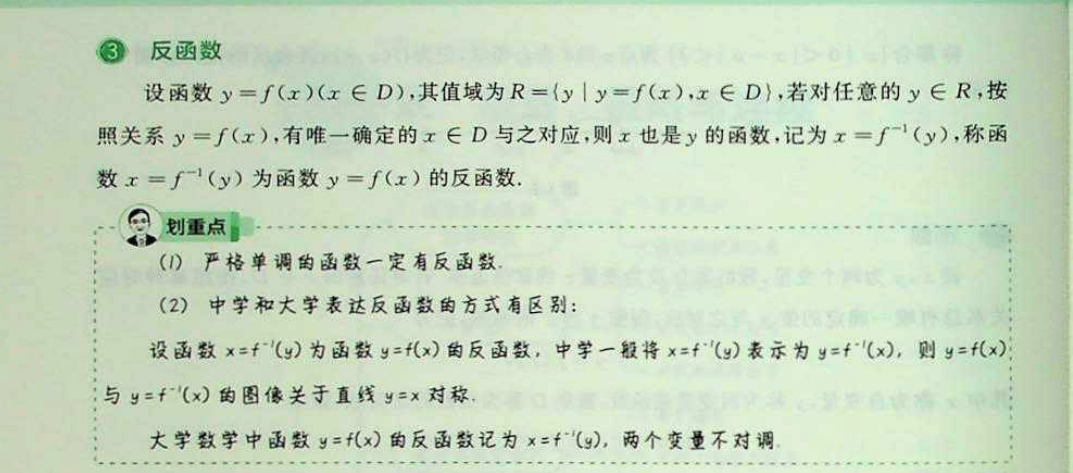 3 反函数
设函数 y=f(x)(x∈D),其值域为R={y|y=f(x),x∈D},若对任意的 y∈R,按
照关系 y=f(x),有唯一确定的 x∈D 与之对应,则 x 也是 y 的函数,记为 x=f⁻¹(y),称函
数 x=f⁻¹(y) 为函数 y=f(x) 的反函数.
划重点
(1) 严格单调的函数一定有反函数.
(2) 中学和大学表达反函数的方式有区别:
设函数 x=f⁻¹(y) 为函数 y=f(x) 的反函数, 中学一般将 x=f⁻¹(y) 表示为 y=f⁻¹(x), 则 y=f(x)
与 y=f⁻¹(x) 的图像关于直线 y=x 对称.
大学数学中函数 y=f(x) 的反函数记为 x=f⁻¹(y), 两个变量不对调.